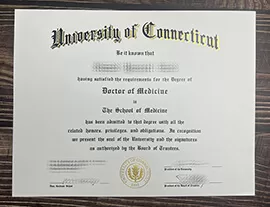 University of Connecticut
Be it known that
having satisfied the requirements for the Degree of
Doctor of Medicine
in
The School of Medicine
has been admitted to that degree with all the
related honors, privileges, and obligations. In recognition
we present the seal of the University and the signatures
as authorized by the Board of Trustees.